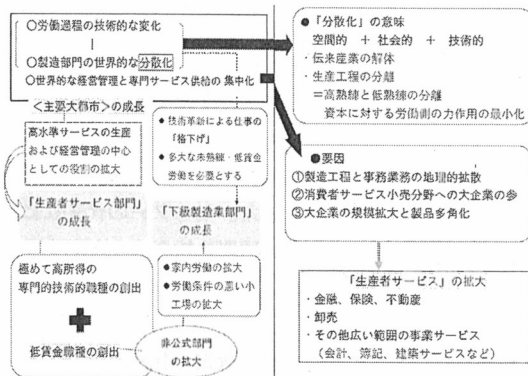 ○労働過程の技術的な変化
○製造部門の世界的な分散化
○世界的な経営管理と専門サービス供給の 集中化
＜主要大都市＞の成長
高水準サービスの生産
および経営管理の中心
としての役割の拡大
「生産者サービス部門」
の成長
極めて高所得の
専門的技術的職種の創出
低賃金職種の創出
●技術革新による仕事の
「格下げ」
●多大な未熟練・低賃金
労働を必要とする
「下級製造業部門」
の成長
●家内労働の拡大
●労働条件の悪い小
工場の拡大
非公式部門
の拡大
●「分散化」の意味
空間的 ＋ 社会的 ＋ 技術的
・伝来産業の解体
・生産工程の分離
＝高熟練と低熟練の分離
資本に対する労働側の力作用の最小化
●要因
①製造工程と事務業務の地理的拡散
②消費者サービス小売分野への大企業の参
③大企業の規模拡大と製品多角化
「生産者サービス」の拡大
・金融、保険、不動産
・卸売
・その他広い範囲の事業サービス
（会計、簿記、建築サービスなど）